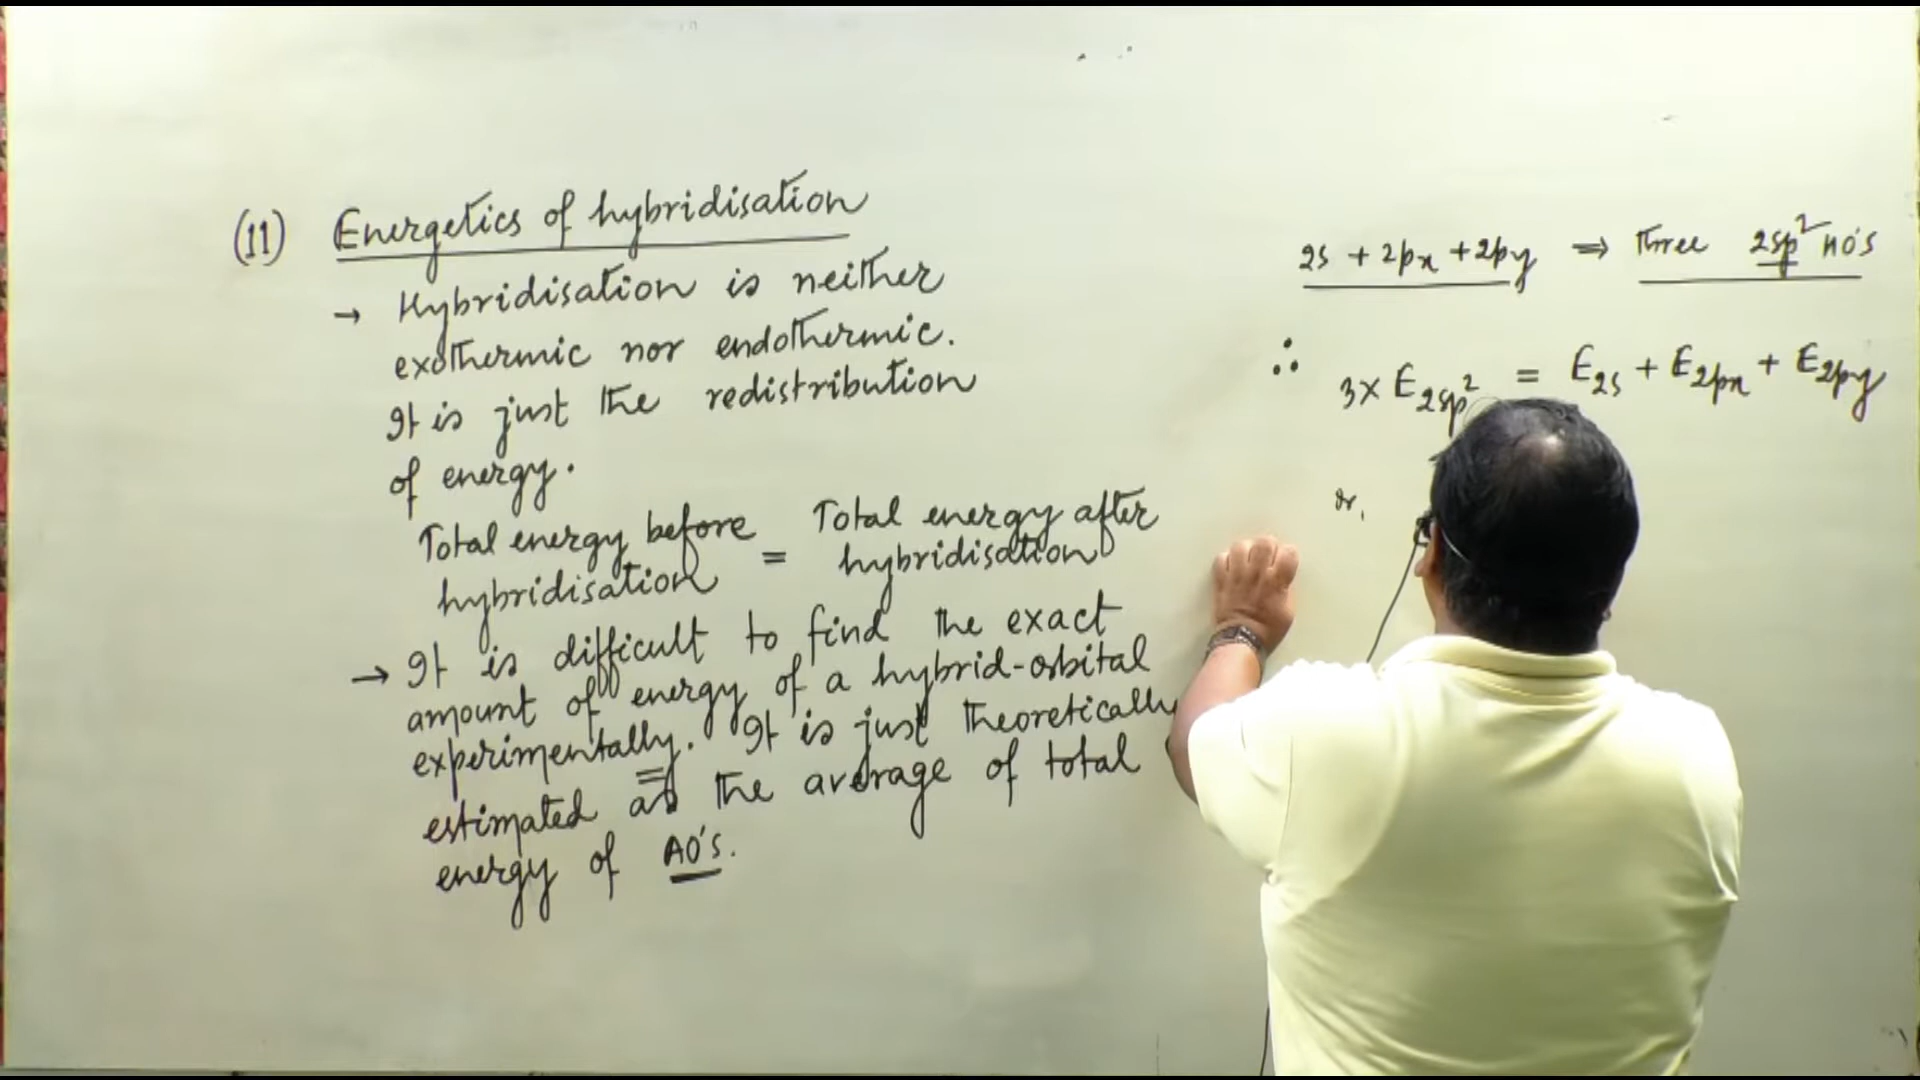 (11) Energetics of hybridisation
→ Hybridisation is neither
exothermic nor endothermic.
It is just the redistribution
of energy.
Total energy before = Total energy after
hybridisation hybridisation
→ It is difficult to find the exact
amount of energy of a hybrid-orbital
experimentally. It is just theoretically
estimated as the average of total
energy of AO's.
2s + 2px + 2py ⇒ three 2sp² HO's
∴ 3x E2sp² = E2s + E2px + E2py
or,